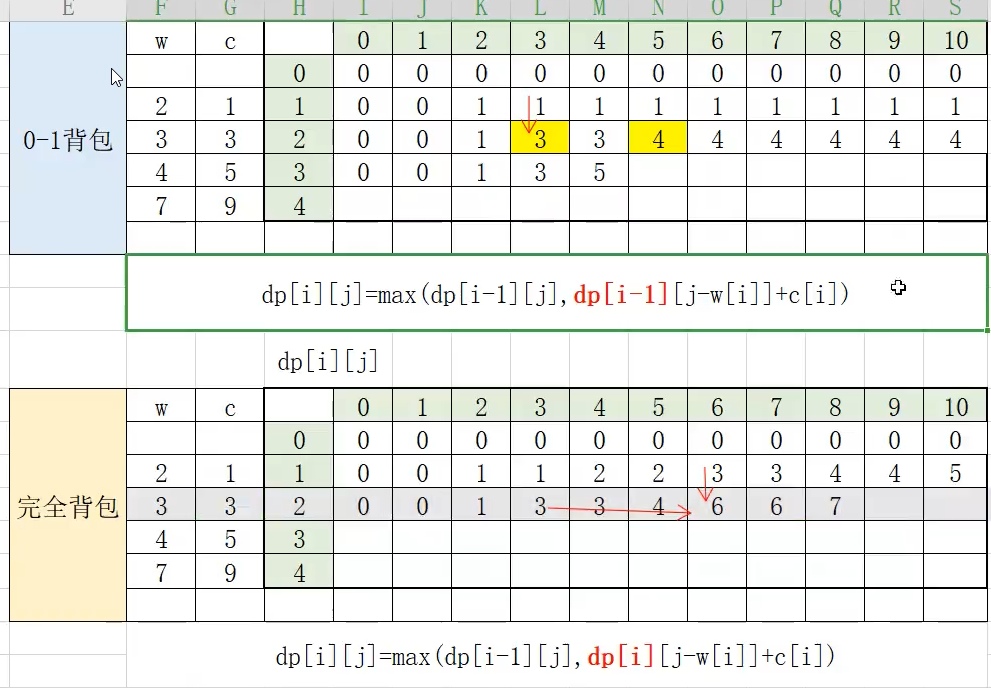 E F G H I J K L M N O P Q R S
w c 0 1 2 3 4 5 6 7 8 9 10
0 0 0 0 0 0 0 0 0 0 0 0
2 1 1 0 0 1 1 1 1 1 1 1 1 1
0-1背包 3 3 2 0 0 1 3 3 4 4 4 4 4 4
4 5 3 0 0 1 3 5
7 9 4
dp[i][j]=max(dp[i-1][j],dp[i-1][j-w[i]]+c[i])
dp[i][j]
w c 0 1 2 3 4 5 6 7 8 9 10
0 0 0 0 0 0 0 0 0 0 0 0
2 1 1 0 0 1 1 2 2 3 3 4 4 5
完全背包 3 3 2 0 0 1 3 3 4 6 6 7
4 5 3
7 9 4
dp[i][j]=max(dp[i-1][j],dp[i][j-w[i]]+c[i])